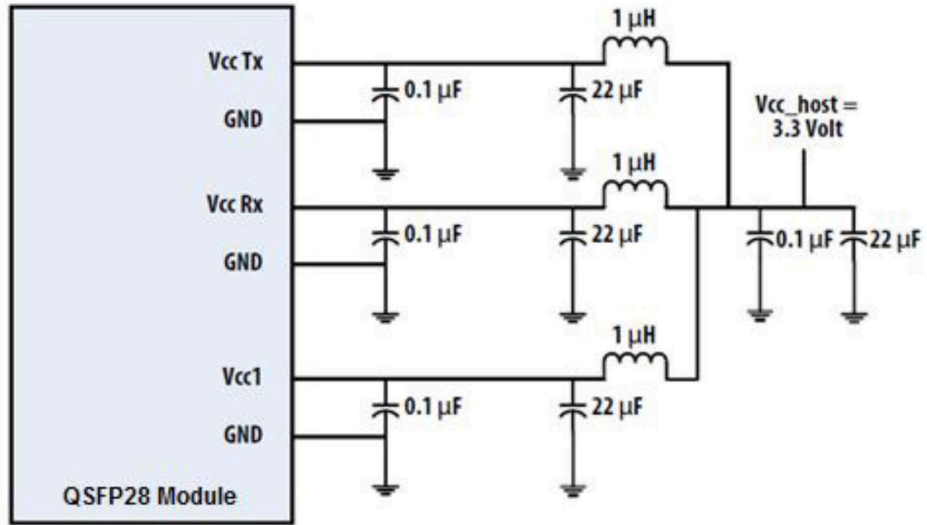 1 μH
Vcc Tx
0.1 μF
22 μF
GND
Vcc_host =
3.3 Volt
1 μH
Vcc Rx
0.1 μF
22 μF
0.1 μF
22 μF
GND
1 μH
Vcc1
0.1 μF
22 μF
GND
QSFP28 Module